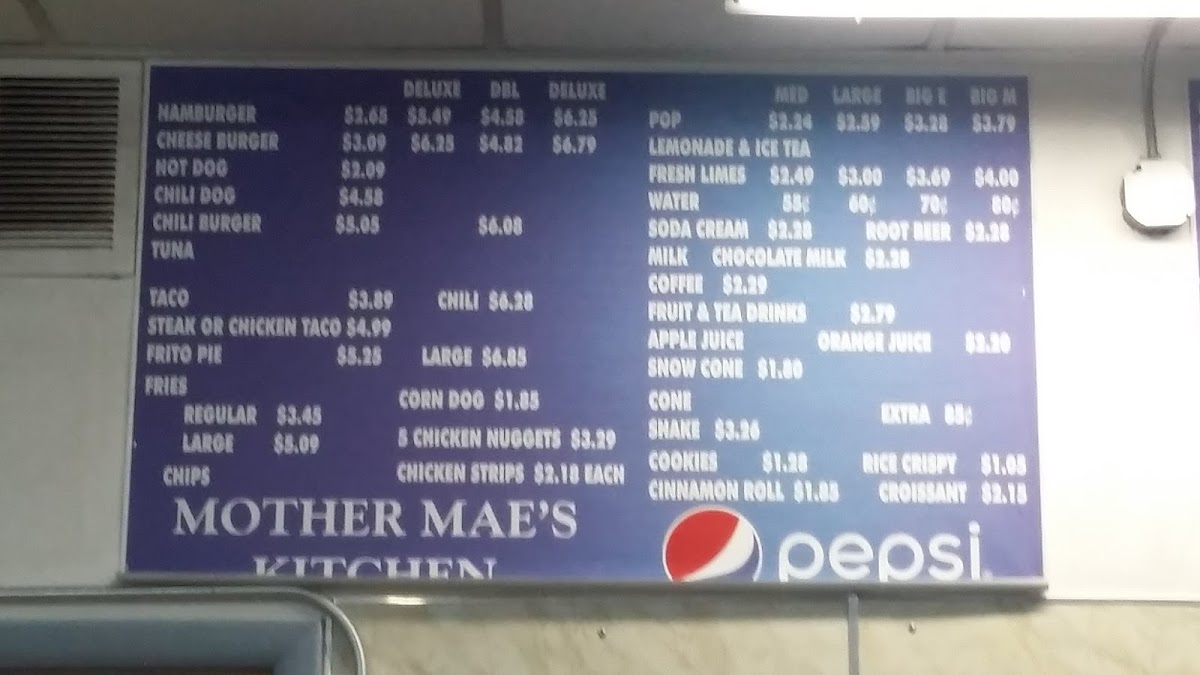 DELUXE DBL DELUXE
HAMBURGER $2.65 $5.49 $4.58 $6.25
CHEESE BURGER $3.09 $6.25 $4.82 $6.79
HOT DOG $2.09
CHILI DOG $4.58
CHILI BURGER $5.05 $6.08
TUNA
TACO $3.89 CHILI $6.28
STEAK OR CHICKEN TACO $4.99
FRITO PIE $5.25 LARGE $6.85
FRIES
REGULAR $3.45 CORN DOG $1.85
LARGE $5.09 5 CHICKEN NUGGETS $3.29
CHIPS CHICKEN STRIPS $2.18 EACH
MOTHER MAE'S
KITCHEN
MED LARGE BIG E BIG M
POP $2.24 $2.59 $3.28 $3.79
LEMONADE & ICE TEA
FRESH LIMES $2.49 $3.00 $3.69 $4.00
WATER 55¢ 60¢ 70¢ 80¢
SODA CREAM $2.28 ROOT BEER $2.28
MILK CHOCOLATE MILK $2.28
COFFEE $2.29
FRUIT & TEA DRINKS $2.79
APPLE JUICE ORANGE JUICE
SNOW CONE $1.80
CONE EXTRA 85¢
SHAKE $3.26
COOKIES $1.28 RICE CRISPY $1.05
CINNAMON ROLL $1.85 CROISSANT $2.15
pepsi